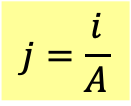 j = i/A